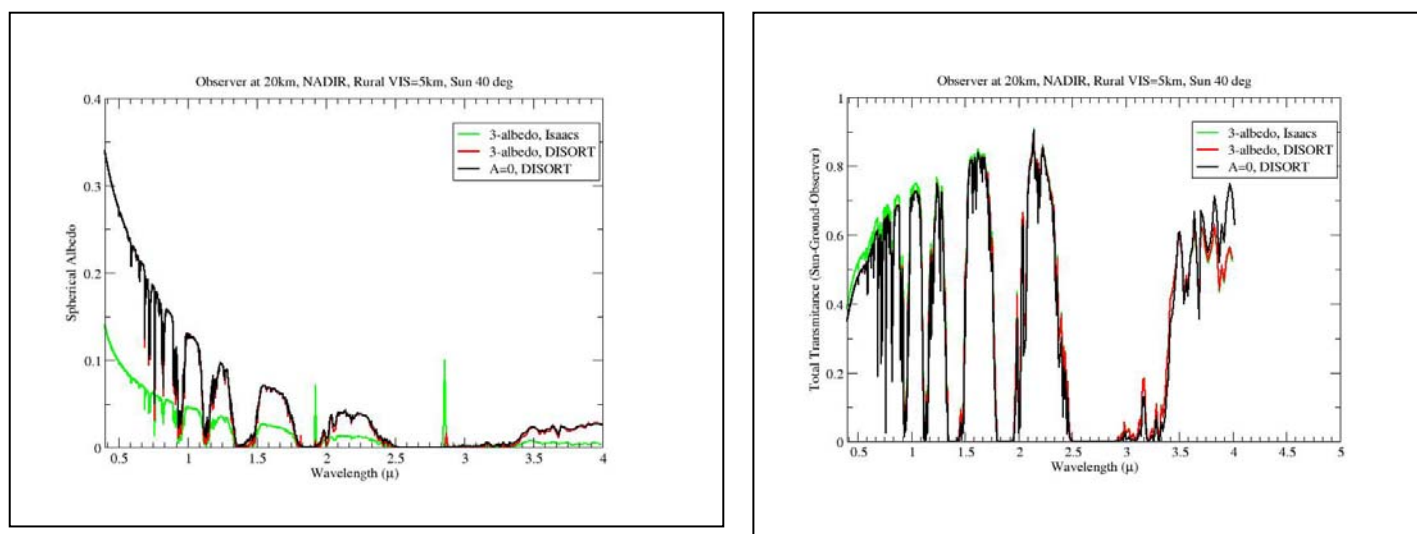 Observer at 20km, NADIR, Rural VIS=5km, Sun 40 deg
0.4
0.3
0.2
0.1
0
Spherical Albedo
3-albedo, Isaacs
3-albedo, DISORT
A=0, DISORT
0.5 1 1.5 2 2.5 3 3.5 4
Wavelength (μ)
Observer at 20km, NADIR, Rural VIS=5km, Sun 40 deg
1
0.8
0.6
0.4
0.2
0
Total Transmitance (Sun-Ground-Observer)
3-albedo, Isaacs
3-albedo, DISORT
A=0, DISORT
0.5 1 1.5 2 2.5 3 3.5 4 4.5 5
Wavelength (μ)